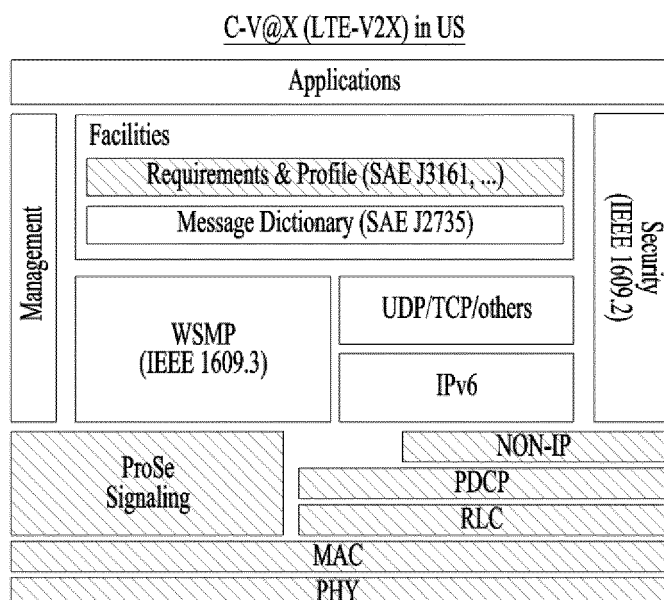 C-V@X (LTE-V2X) in US
Applications
Management
Facilities
Requirements & Profile (SAE J3161, ...)
Message Dictionary (SAE J2735)
Security
(IEEE 1609.2)
WSMP
(IEEE 1609.3)
UDP/TCP/others
IPv6
ProSe
Signaling
NON-IP
PDCP
RLC
MAC
PHY